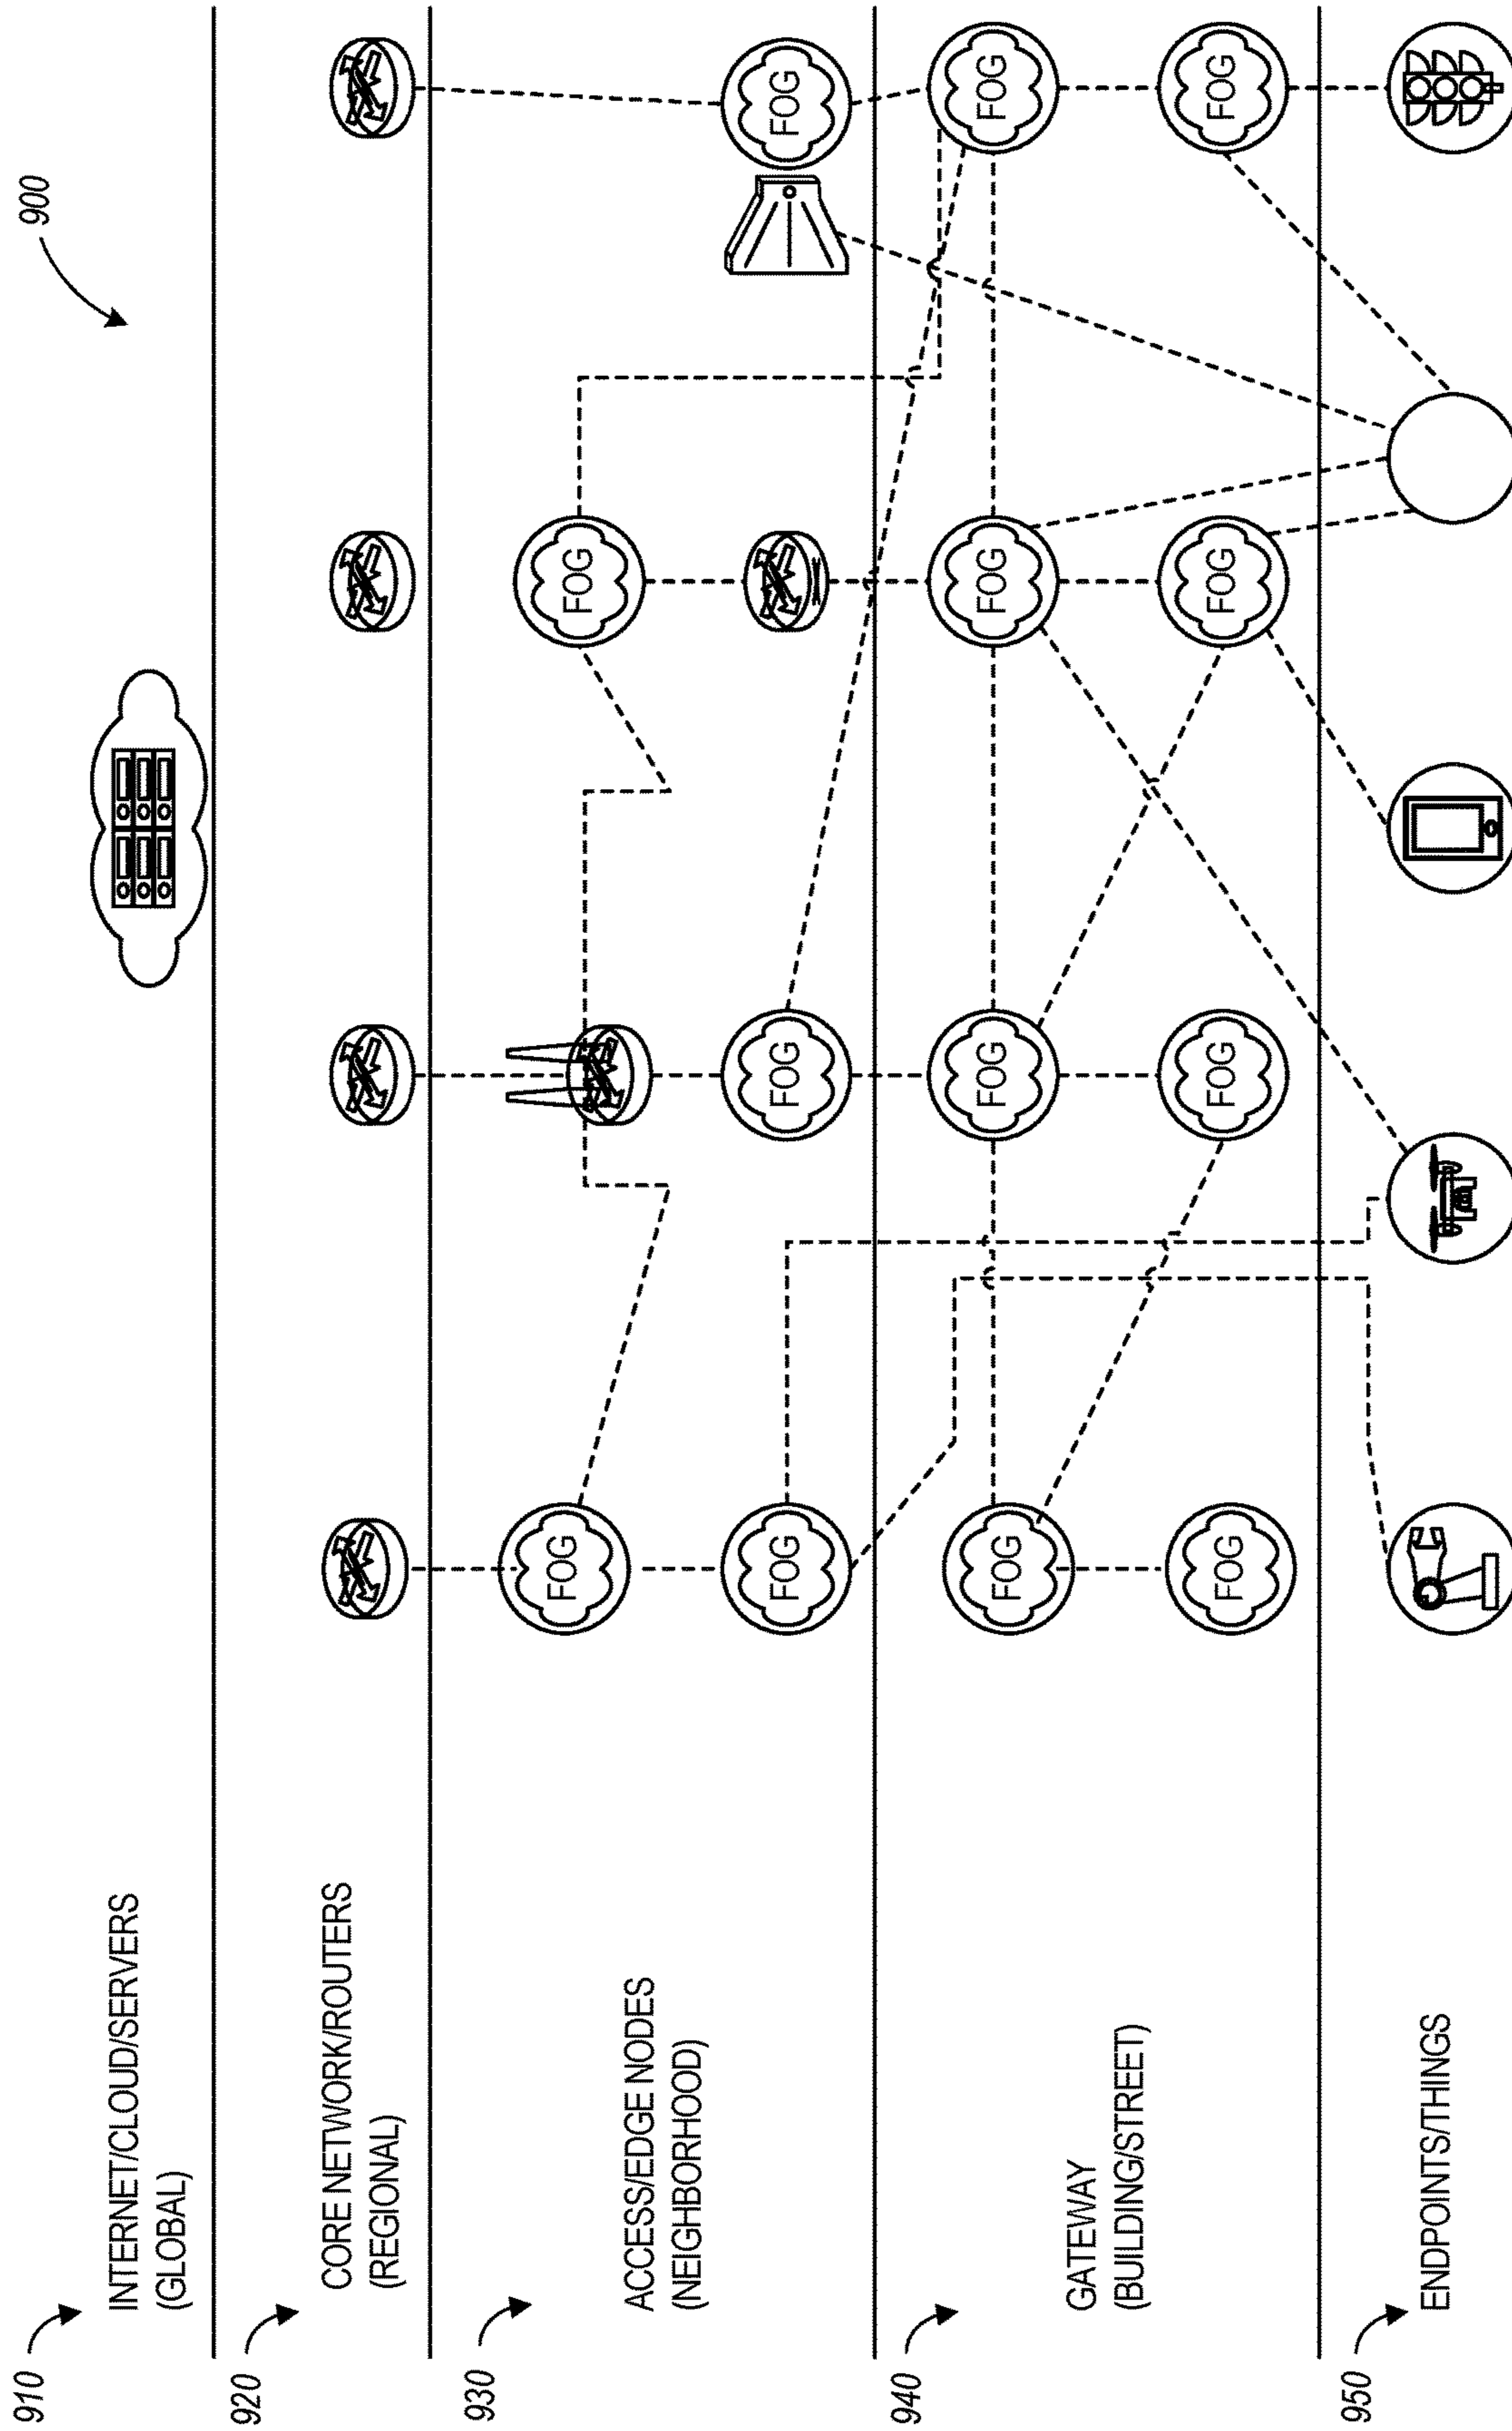 900
910
INTERNET/CLOUD/SERVERS
(GLOBAL)
920
CORE NETWORK/ROUTERS
(REGIONAL)
930
ACCESS/EDGE NODES
(NEIGHBORHOOD)
FOG
FOG
FOG
FOG
FOG
940
GATEWAY
(BUILDING/STREET)
FOG
FOG
FOG
FOG
FOG
FOG
FOG
FOG
950
ENDPOINTS/THINGS